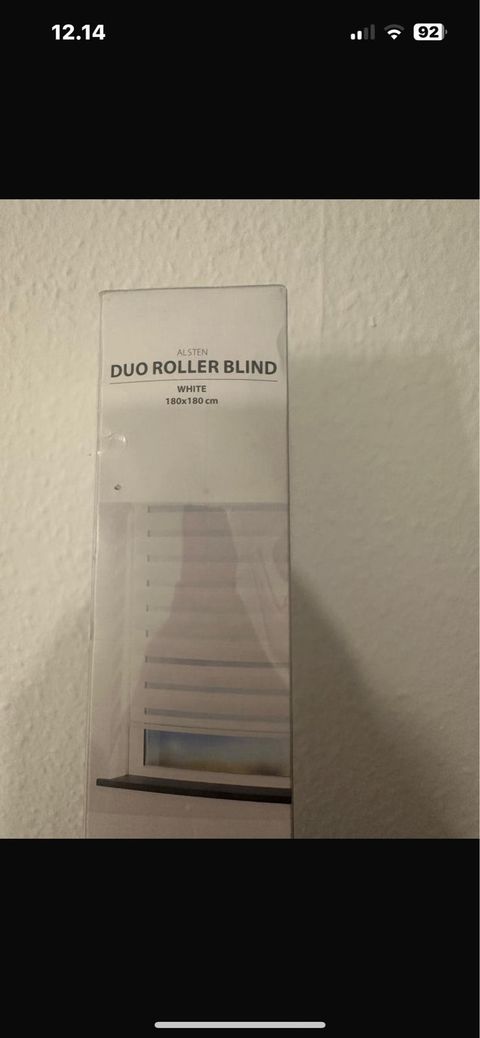 12.14
92
ALSTEN
DUO ROLLER BLIND
WHITE
180x180 cm